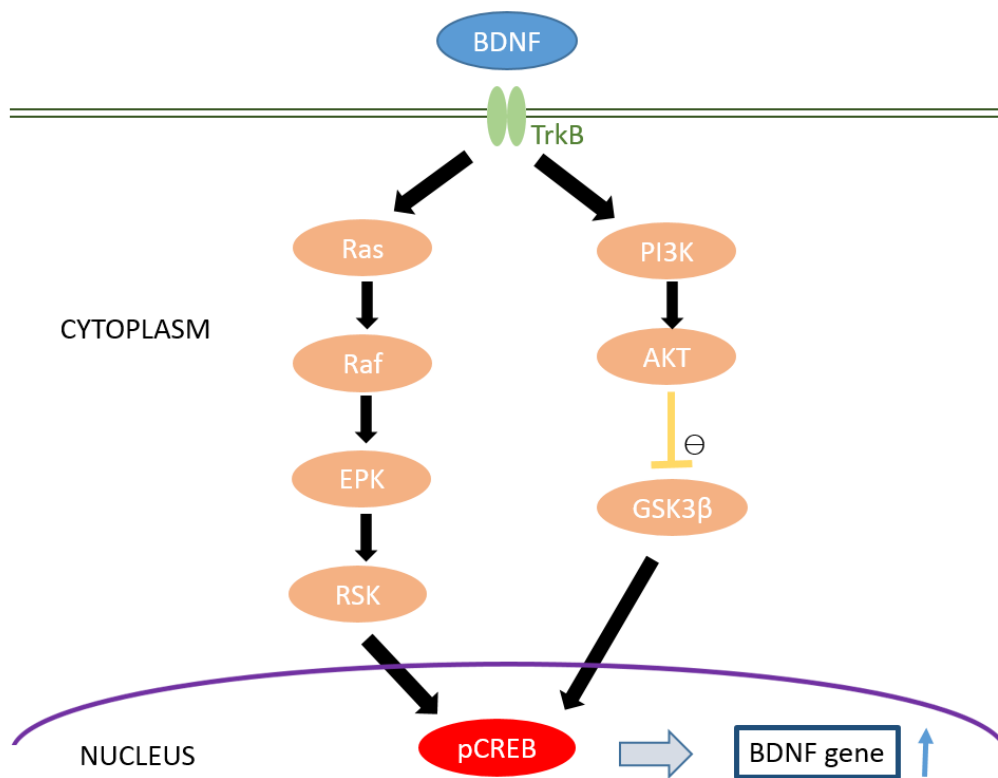 BDNF
TrkB
Ras
PI3K
CYTOPLASM
Raf
AKT
⊖
EPK
GSK3β
RSK
NUCLEUS
pCREB
BDNF gene